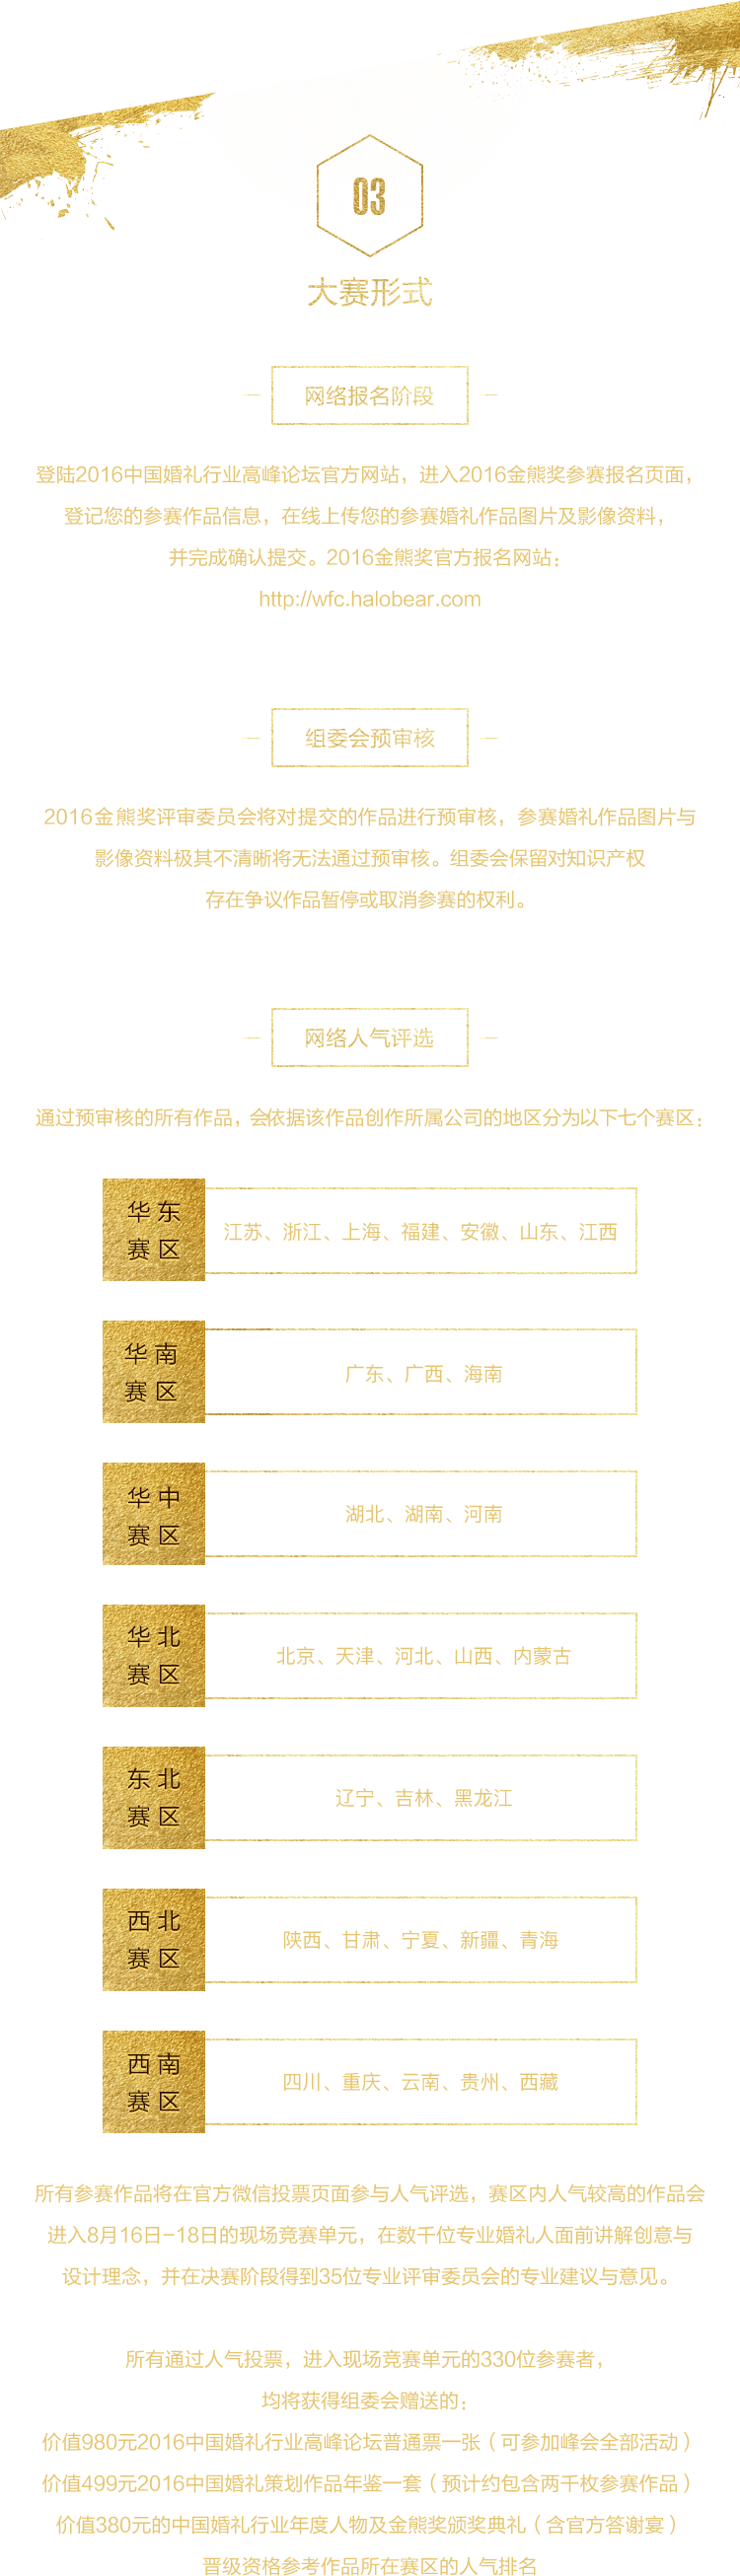 03
大赛形式
网络报名阶段
登陆2016中国婚礼行业高峰论坛官方网站，进入2016金熊奖参赛报名页面，
登记您的参赛作品信息，在线上传您的参赛婚礼作品图片及影像资料，
并完成确认提交。2016金熊奖官方报名网站：
http://wfc.halobear.com
组委会预审核
2016金熊奖评审委员会将对提交的作品进行预审核，参赛婚礼作品图片与
影像资料极其不清晰将无法通过预审核。组委会保留对知识产权
存在争议作品暂停或取消参赛的权利。
网络人气评选
通过预审核的所有作品，会依据该作品创作所属公司的地区分为以下七个赛区：
华东
赛区
江苏、浙江、上海、福建、安徽、山东、江西
华南
赛区
广东、广西、海南
华中
赛区
湖北、湖南、河南
华北
赛区
北京、天津、河北、山西、内蒙古
东北
赛区
辽宁、吉林、黑龙江
西北
赛区
陕西、甘肃、宁夏、新疆、青海
西南
赛区
四川、重庆、云南、贵州、西藏
所有参赛作品将在官方微信投票页面参与人气评选，赛区内人气较高的作品会
进入8月16日-18日的现场竞赛单元，在数千位专业婚礼人面前讲解创意与
设计理念，并在决赛阶段得到35位专业评审委员会的专业建议与意见。
所有通过人气投票，进入现场竞赛单元的330位参赛者，
均将获得组委会赠送的：
价值980元2016中国婚礼行业高峰论坛普通票一张（可参加峰会全部活动）
价值499元2016中国婚礼策划作品年鉴一套（预计约包含两千枚参赛作品）
价值380元的中国婚礼行业年度人物及金熊奖颁奖典礼（含官方答谢宴）
晋级资格参考作品所在赛区的人气排名